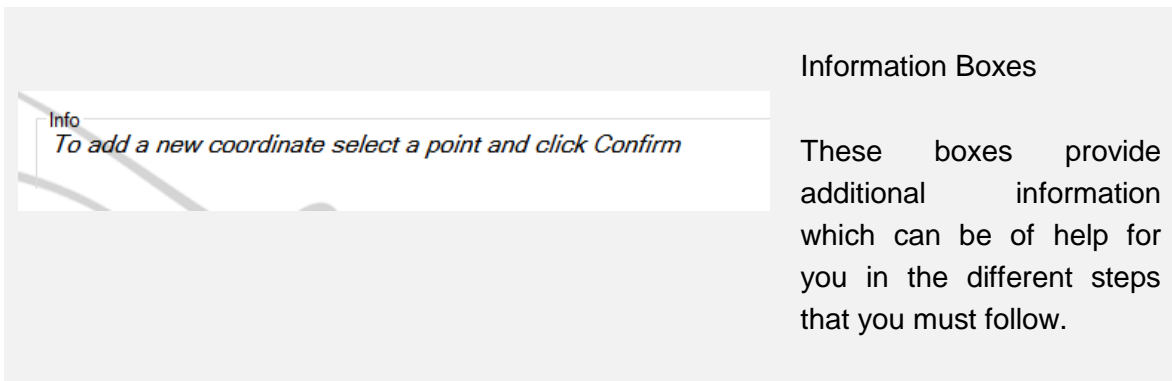 Info
To add a new coordinate select a point and click Confirm
Information Boxes
These boxes provide
additional information
which can be of help for
you in the different steps
that you must follow.